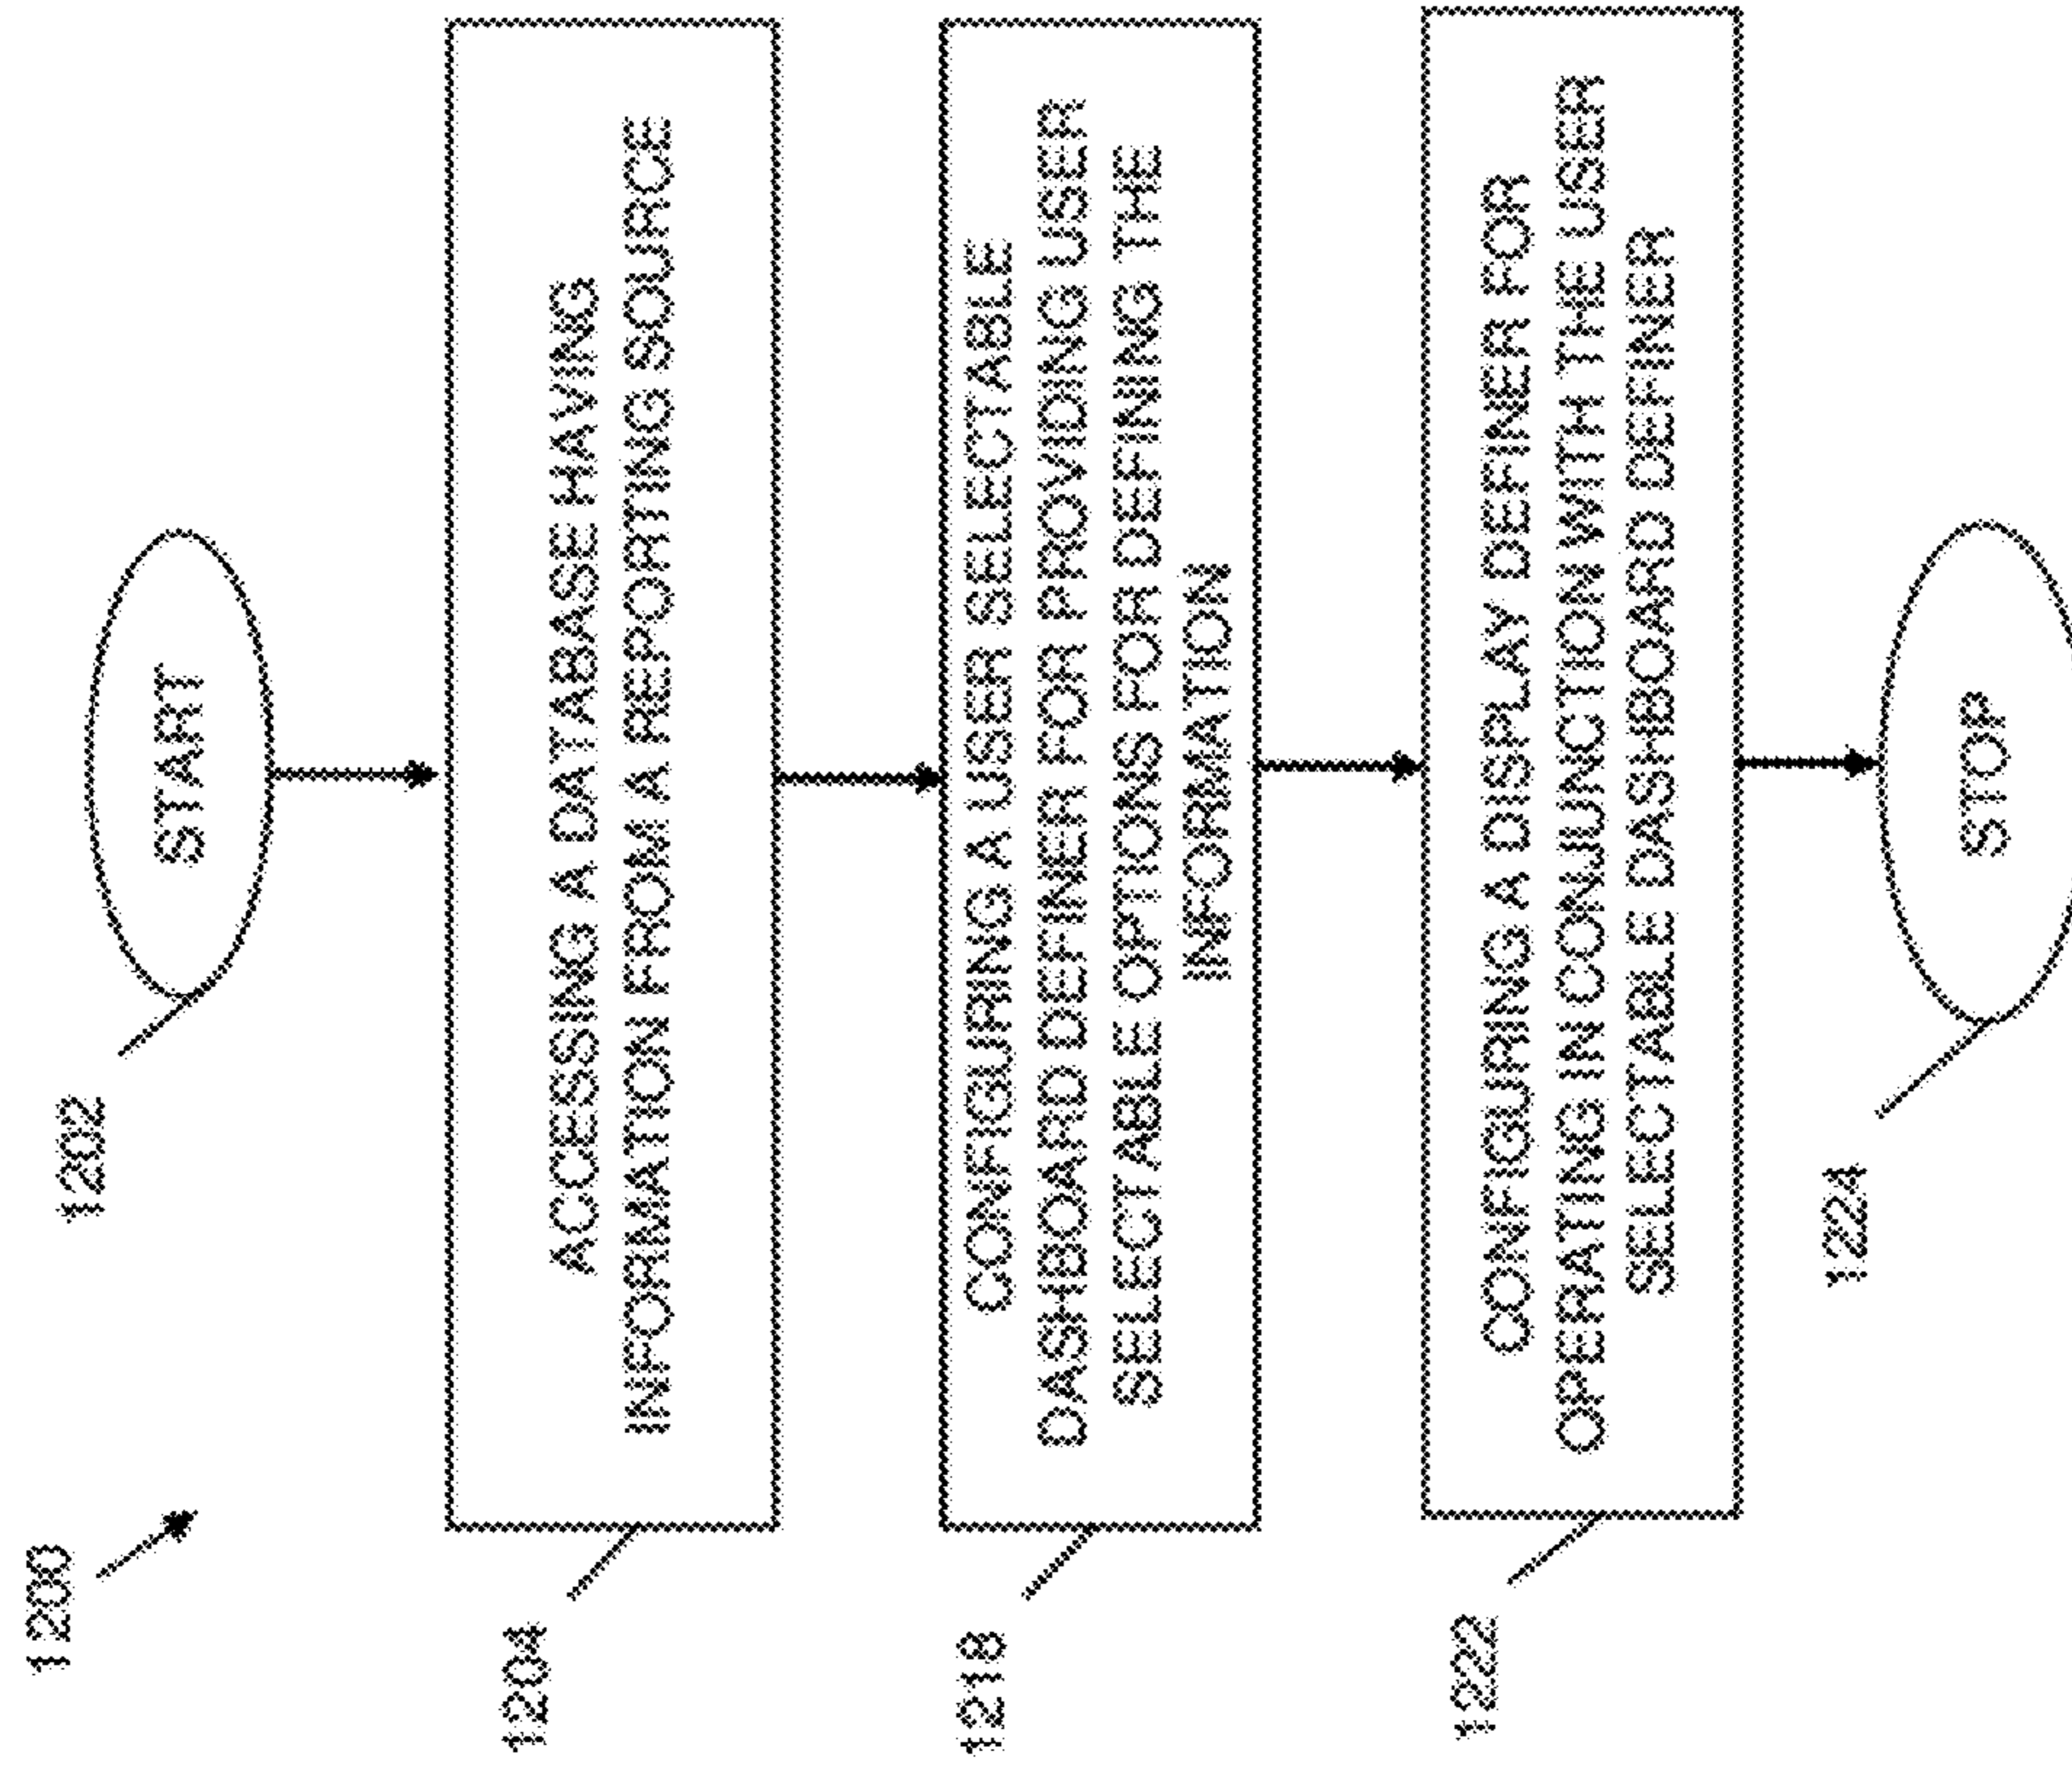 1200
1202
START
1204
ACCESSING A DATABASE HAVING
INFORMATION FROM A REPORTING SOURCE
1218
CONFIGURING A USER SELECTABLE
DASHBOARD DEFINER FOR PROVIDING USER
SELECTABLE OPTIONS FOR DEFINING THE
INFORMATION
1222
CONFIGURING A DISPLAY DEFINER FOR
OPERATING IN CONJUNCTION WITH THE USER
SELECTABLE DASHBOARD DEFINER
1224
STOP